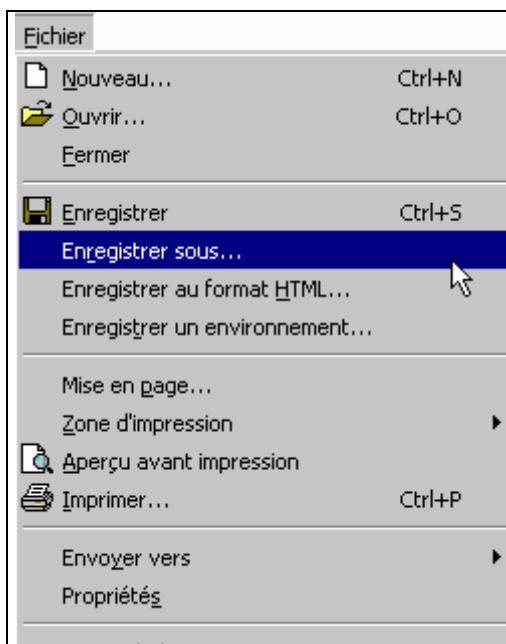 Fichier
Nouveau... Ctrl+N
Ouvrir... Ctrl+O
Fermer
Enregistrer Ctrl+S
Enregistrer sous...
Enregistrer au format HTML...
Enregistrer un environnement...
Mise en page...
Zone d'impression
Aperçu avant impression
Imprimer... Ctrl+P
Envoyer vers
Propriétés